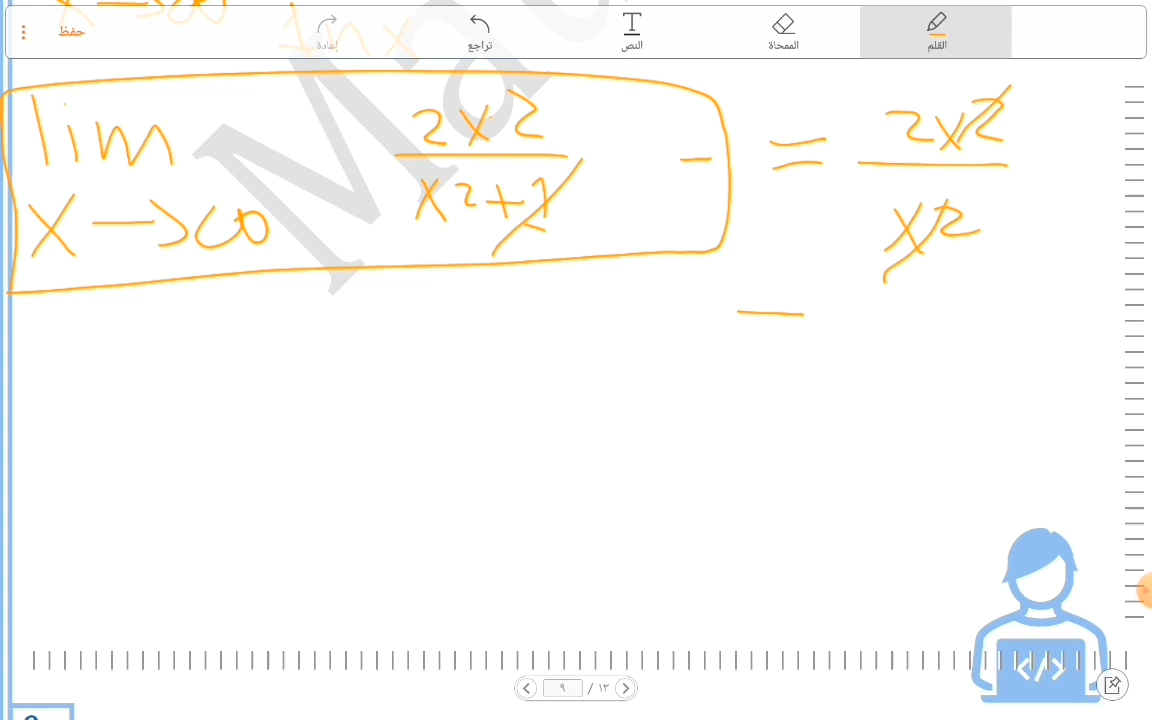 حفظ
إعادة
تراجع
النص
الممحاة
القلم
lim x→∞ 2x2 / x2+1 = 2x2 / x2
٩ / ١٣